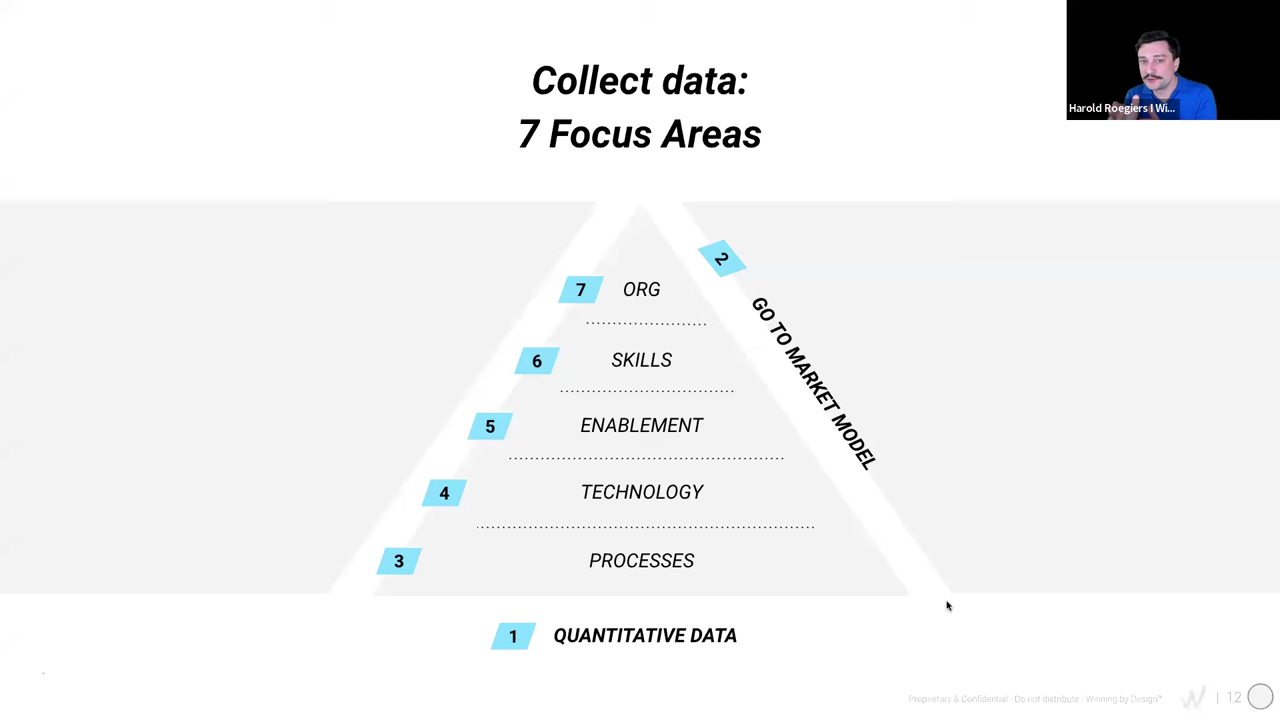 Collect data:
7 Focus Areas
Harold Roegiers I Wi...
2
GO TO MARKET MODEL
7 ORG
6 SKILLS
5 ENABLEMENT
4 TECHNOLOGY
3 PROCESSES
1 QUANTITATIVE DATA
Proprietary & Confidential - Do not distribute - Winning by Design™
W | 12